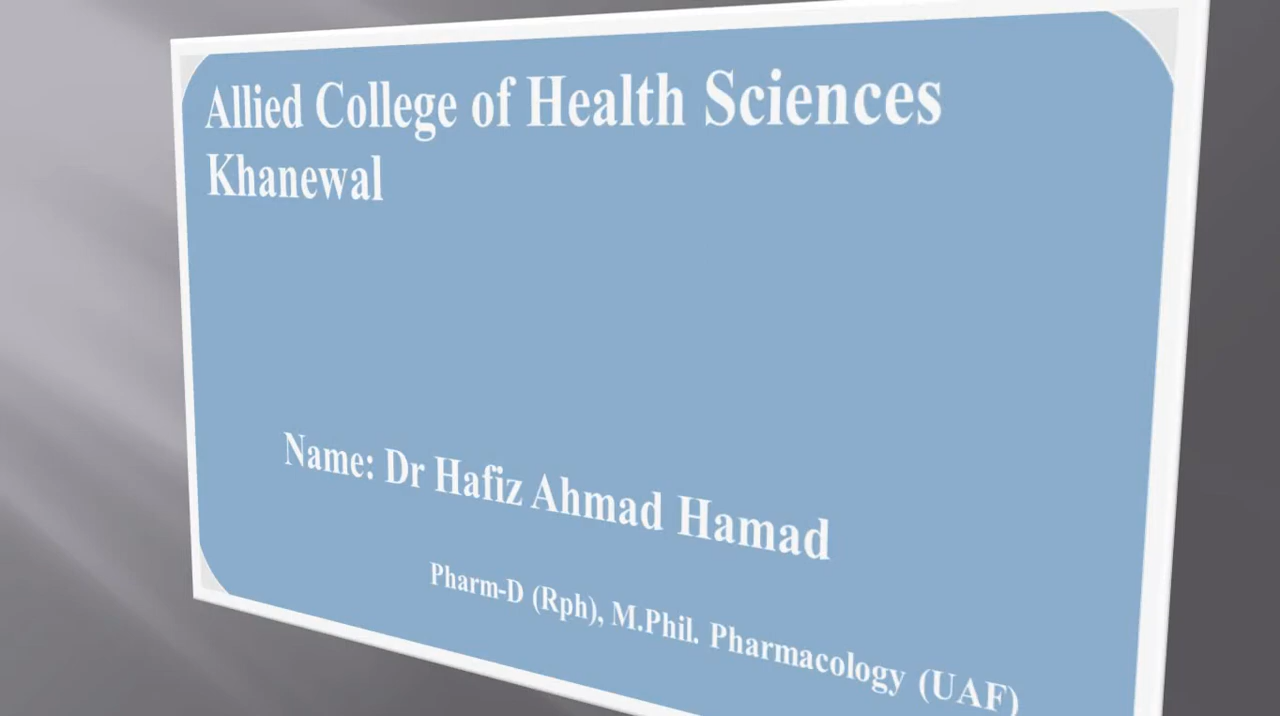 Allied College of Health Sciences
Khanewal
Name: Dr Hafiz Ahmad Hamad
Pharm-D (Rph), M.Phil. Pharmacology (UAF)